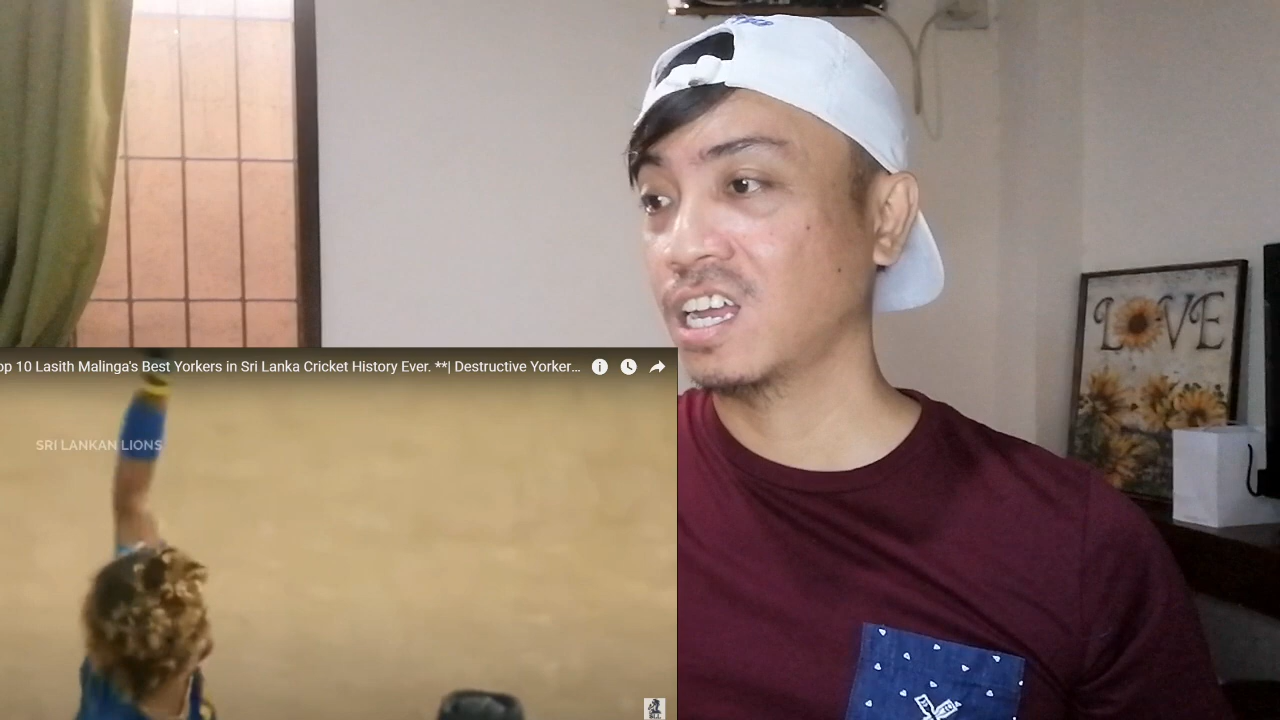 LOVE
op 10 Lasith Malinga's Best Yorkers in Sri Lanka Cricket History Ever. **| Destructive Yorker...
SRI LANKAN LIONS